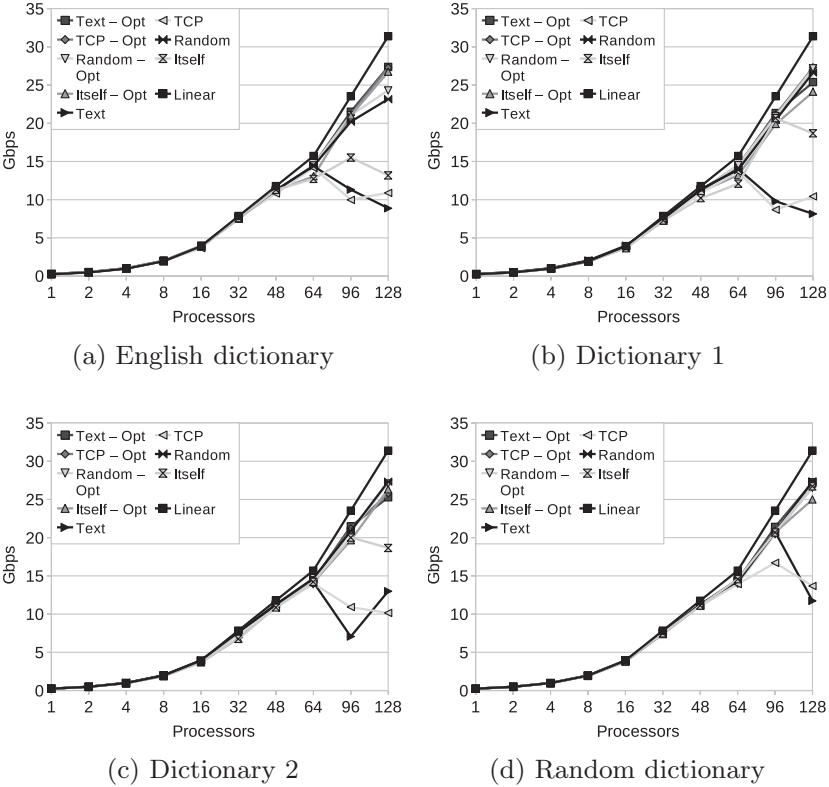 35
30
25
20
15
10
5
0
Gbps
Text – Opt
TCP
TCP – Opt
Random
Random –
Opt
Itself
Itself – Opt
Linear
Text
1 2 4 8 16 32 48 64 96 128
Processors
(a) English dictionary
35
30
25
20
15
10
5
0
Gbps
Text – Opt
TCP
TCP – Opt
Random
Random –
Opt
Itself
Itself – Opt
Linear
Text
1 2 4 8 16 32 48 64 96 128
Processors
(b) Dictionary 1
35
30
25
20
15
10
5
0
Gbps
Text – Opt
TCP
TCP – Opt
Random
Random –
Opt
Itself
Itself – Opt
Linear
Text
1 2 4 8 16 32 48 64 96 128
Processors
(c) Dictionary 2
35
30
25
20
15
10
5
0
Gbps
Text – Opt
TCP
TCP – Opt
Random
Random –
Opt
Itself
Itself – Opt
Linear
Text
1 2 4 8 16 32 48 64 96 128
Processors
(d) Random dictionary